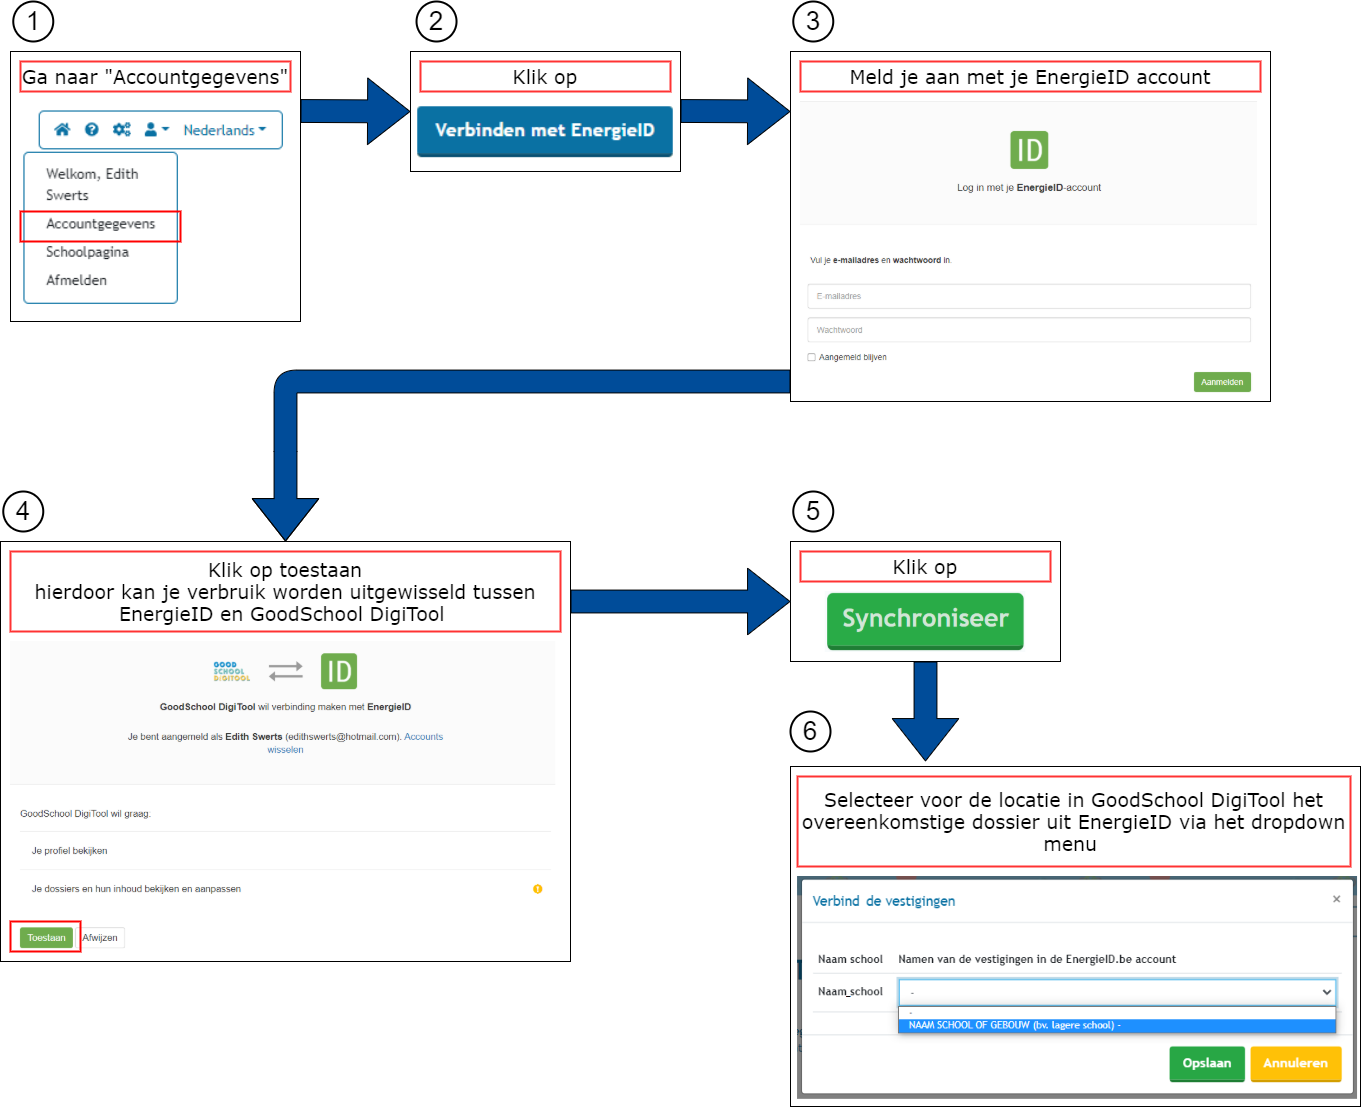 1
Ga naar "Accountgegevens"
Nederlands
Welkom, Edith
Swerts
Accountgegevens
Schoolpagina
Afmelden
2
Klik op
Verbinden met EnergieID
3
Meld je aan met je EnergieID account
ID
Log in met je EnergieID-account
Vul je e-mailadres en wachtwoord in.
E-mailadres
Wachtwoord
Aangemeld blijven
Aanmelden
4
Klik op toestaan
hierdoor kan je verbruik worden uitgewisseld tussen
EnergieID en GoodSchool DigiTool
GOOD
SCHOOL
DIGITOOL
ID
GoodSchool DigiTool wil verbinding maken met EnergieID
Je bent aangemeld als Edith Swerts (edithswerts@hotmail.com). Accounts
wisselen
GoodSchool DigiTool wil graag:
Je profiel bekijken
Je dossiers en hun inhoud bekijken en aanpassen
Toestaan Afwijzen
5
Klik op
Synchroniseer
6
Selecteer voor de locatie in GoodSchool DigiTool het
overeenkomstige dossier uit EnergieID via het dropdown
menu
Verbind de vestigingen ×
Naam school Namen van de vestigingen in de EnergieID.be account
Naam_school -
-
NAAM SCHOOL OF GEBOUW (bv. lagere school) -
Opslaan Annuleren